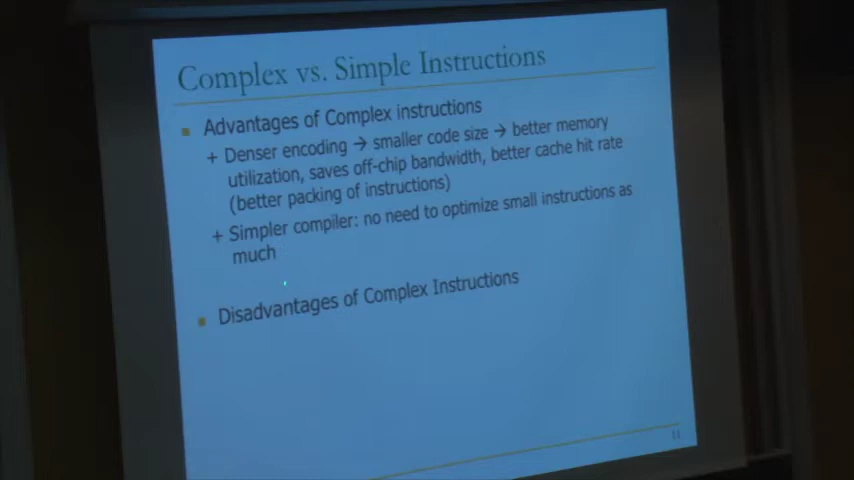 Complex vs. Simple Instructions
Advantages of Complex instructions
+ Denser encoding → smaller code size → better memory
utilization, saves off-chip bandwidth, better cache hit rate
(better packing of instructions)
+ Simpler compiler: no need to optimize small instructions as
much
Disadvantages of Complex Instructions
11